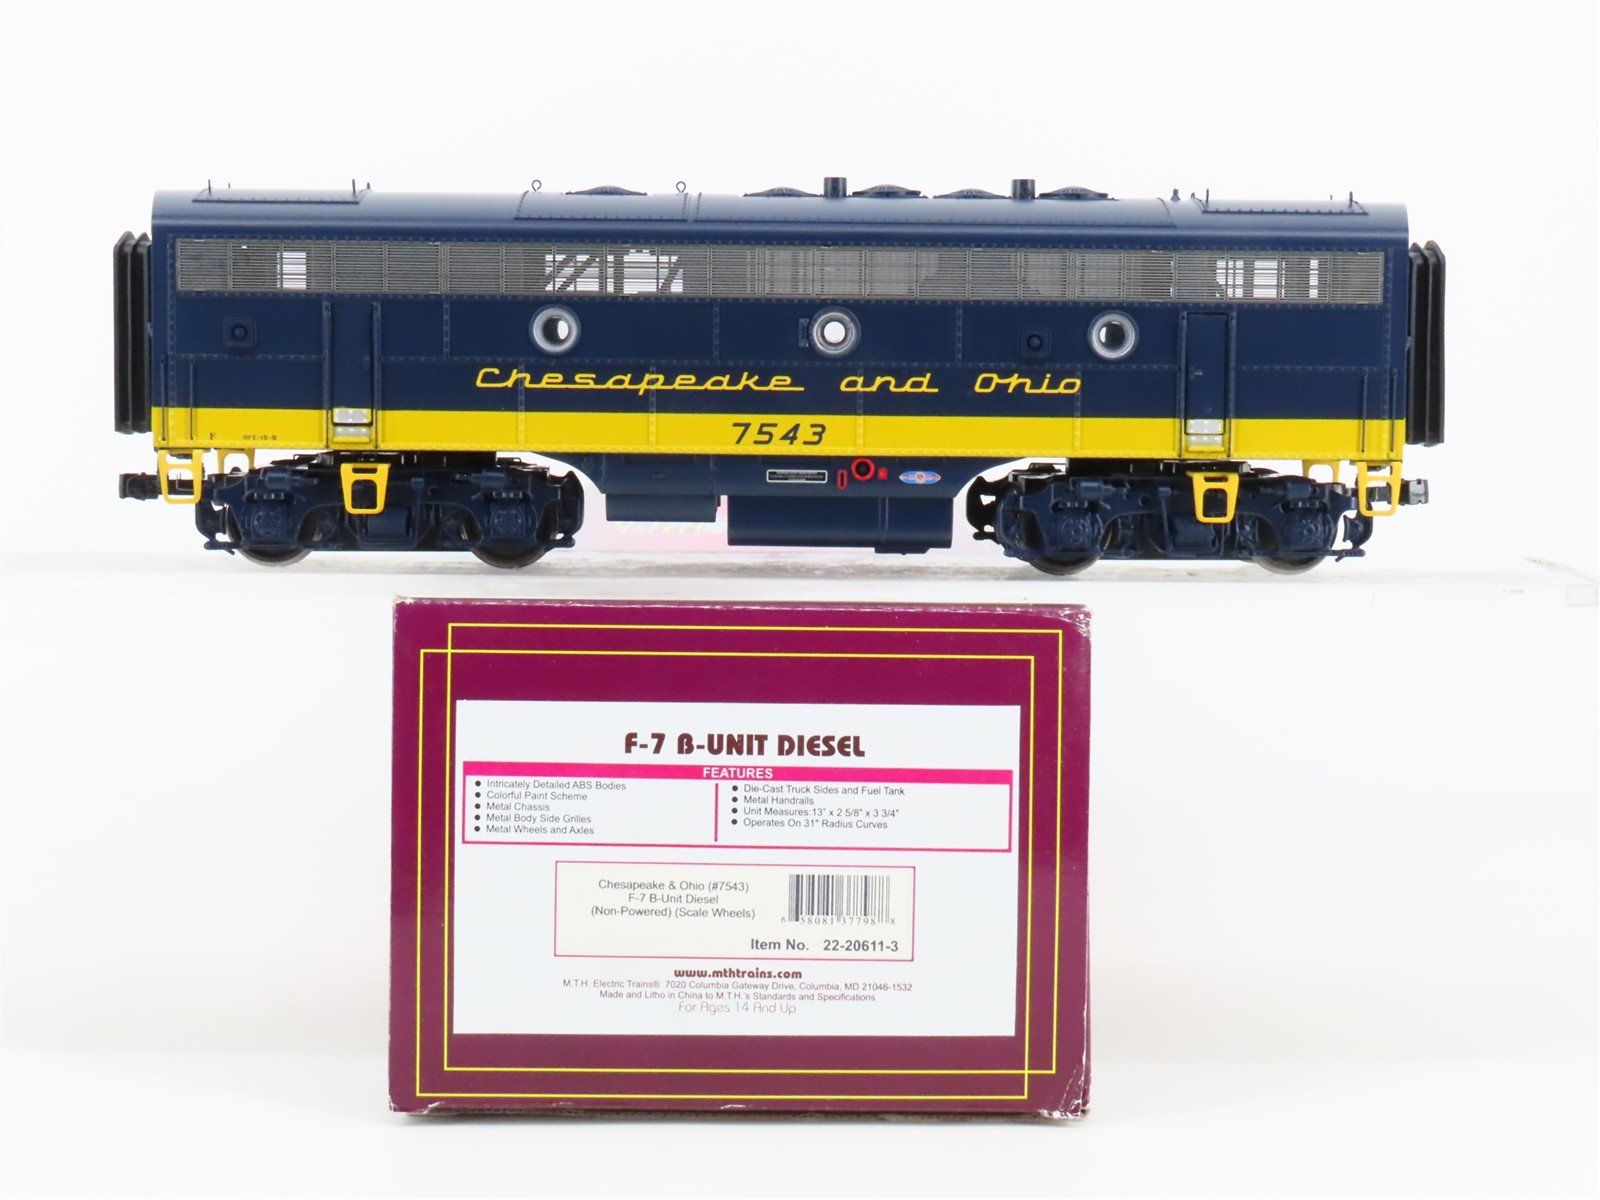 Chesapeake and Ohio
7543
F
F-7 B-UNIT DIESEL
FEATURES
● Intricately Detailed ABS Bodies
● Colorful Paint Scheme
● Metal Chassis
● Metal Body Side Grilles
● Metal Wheels and Axles
● Die-Cast Truck Sides and Fuel Tank
● Metal Handrails
● Unit Measures:13" x 2 5/8" x 3 3/4"
● Operates On 31" Radius Curves
Chesapeake & Ohio (#7543)
F-7 B-Unit Diesel
(Non-Powered) (Scale Wheels)
6 58081 37798 8
Item No. 22-20611-3
www.mthtrains.com
M.T.H. Electric Trains® 7020 Columbia Gateway Drive, Columbia, MD 21046-1532
Made and Litho in China to M.T.H.'s Standards and Specifications
For Ages 14 And Up